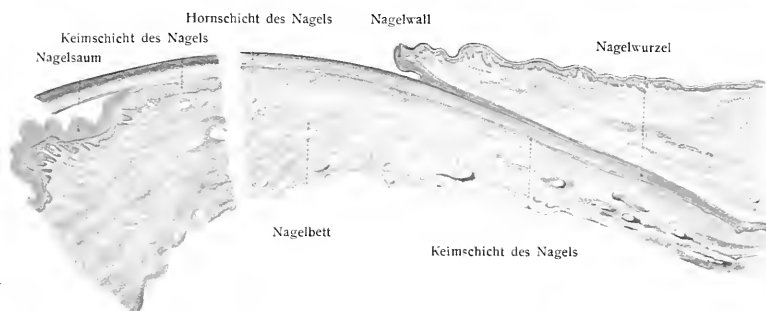 Hornschicht des Nagels
Nagelwall
Keimschicht des Nagels
Nagelsaum
Nagelwurzel
Nagelbett
Keimschicht des Nagels